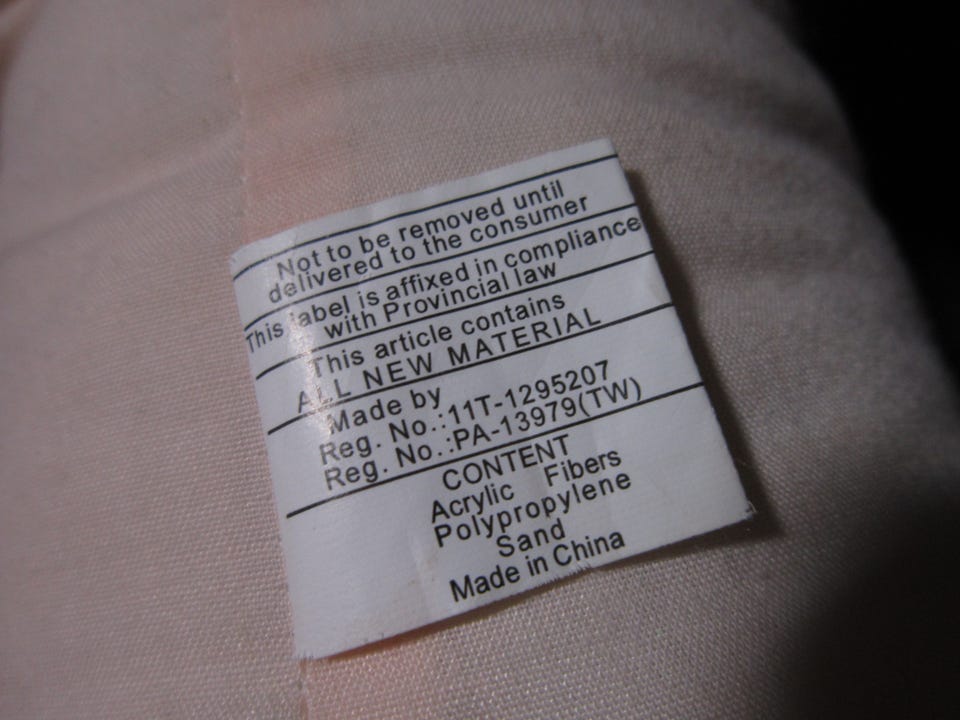 Not to be removed until
delivered to the consumer
This label is affixed in compliance
with Provincial law
This article contains
ALL NEW MATERIAL
Made by
Reg. No.:11T-1295207
Reg. No.:PA-13979(TW)
CONTENT
Acrylic Fibers
Polypropylene
Sand
Made in China